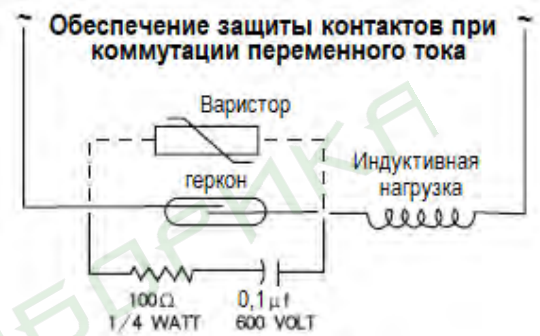 ~ Обеспечение защиты контактов при ~
коммутации переменного тока
Варистор
Индуктивная
нагрузка
геркон
100Ω 0,1μf
1/4 WATT 600 VOLT